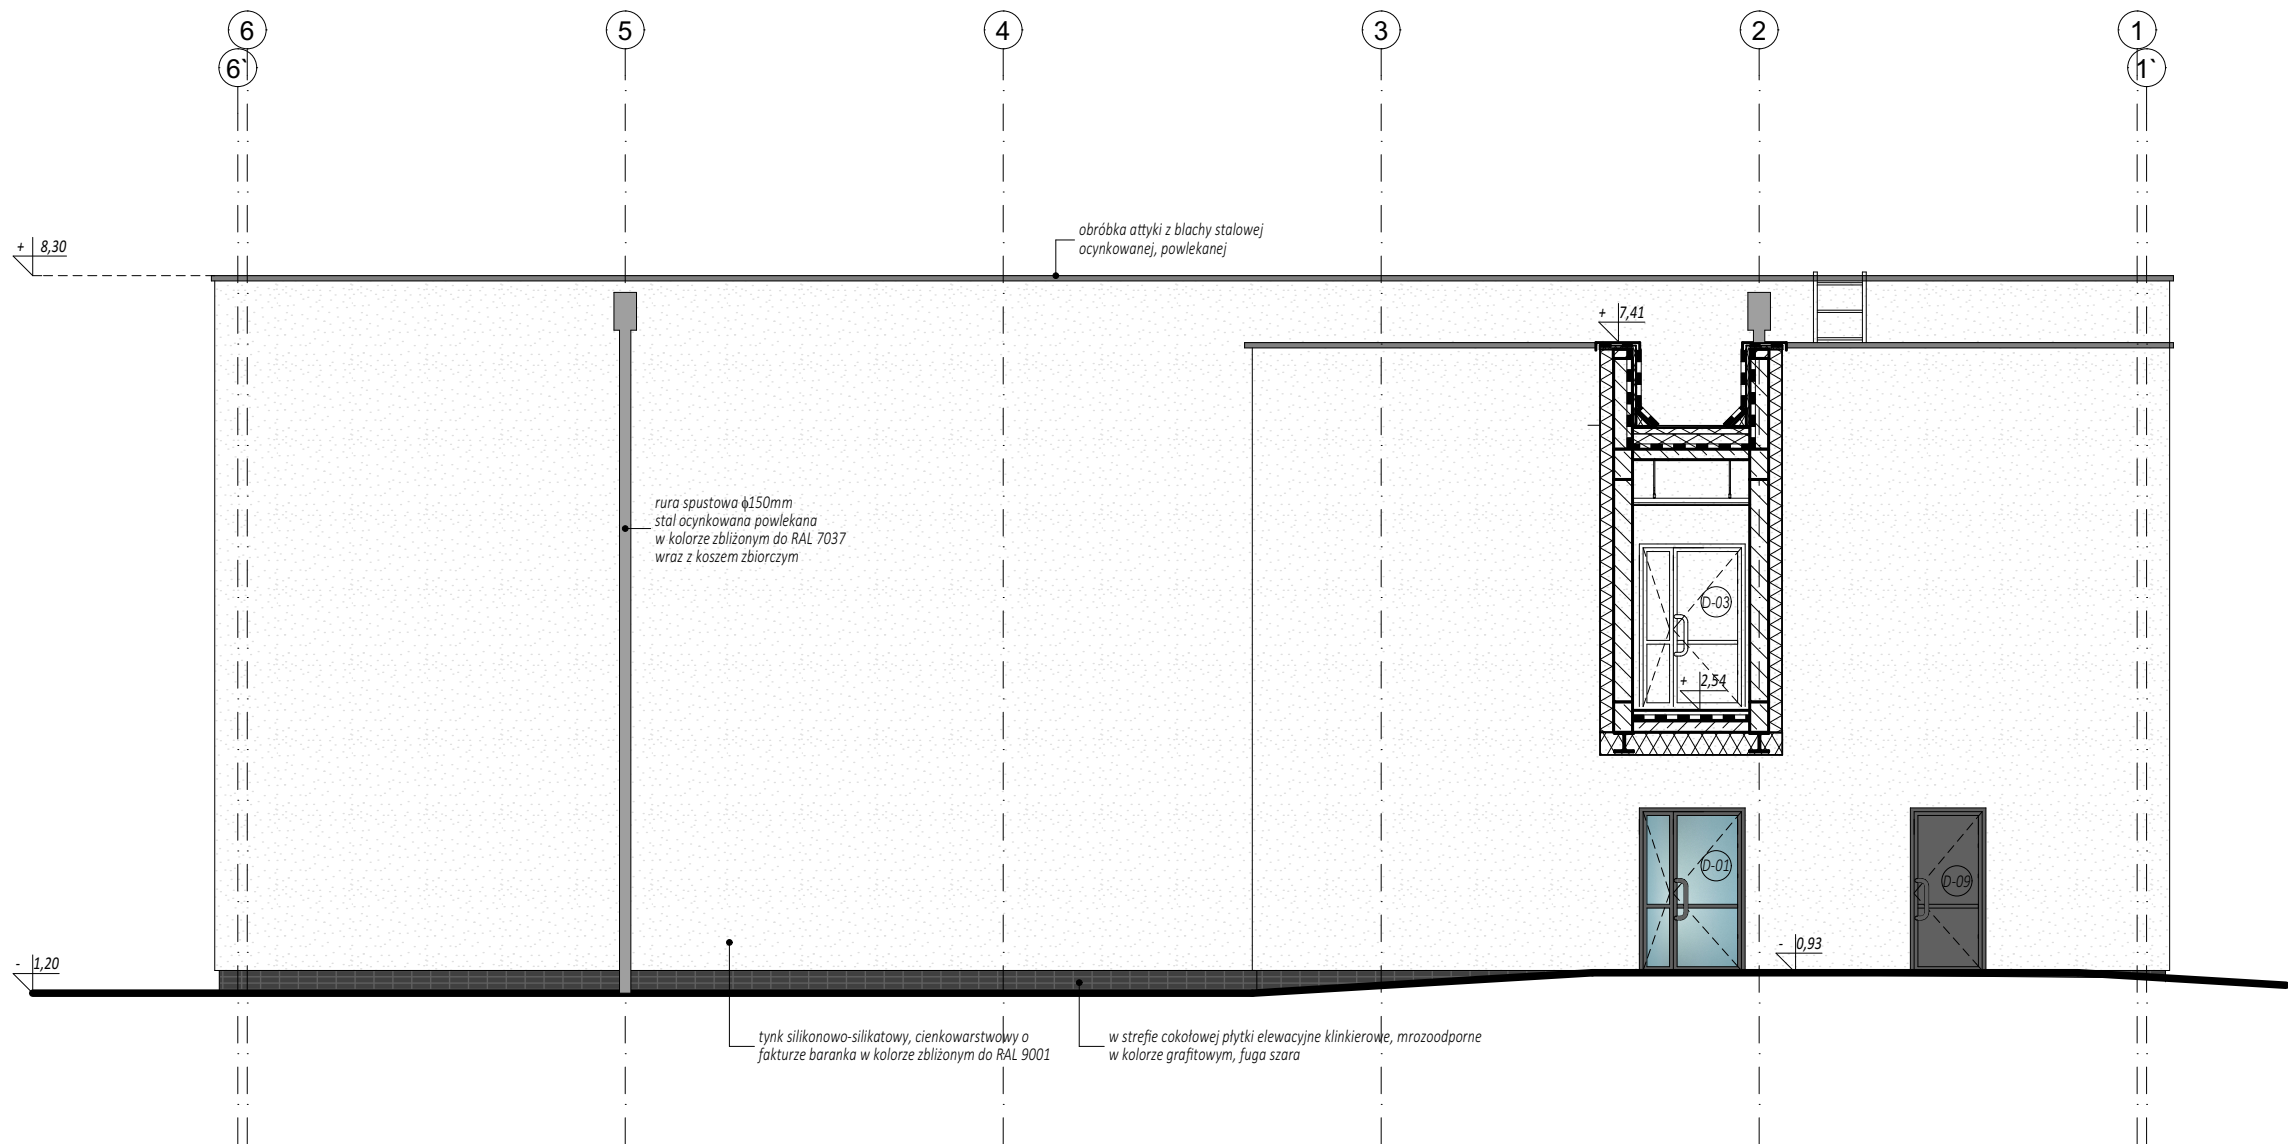 6
5
4
3
2
1
6`
1`
obróbka attyki z blachy stalowej
ocynkowanej, powlekanej
+ 8,30
+ 7,41
rura spustowa ɸ150mm
stal ocynkowana powlekana
w kolorze zbliżonym do RAL 7037
wraz z koszem zbiorczym
D-03
+ 2,54
D-01
D-09
- 0,93
- 1,20
tynk silikonowo-silikatowy, cienkowarstwowy o
fakturze baranka w kolorze zbliżonym do RAL 9001
w strefie cokołowej płytki elewacyjne klinkierowe, mrozoodporne
w kolorze grafitowym, fuga szara